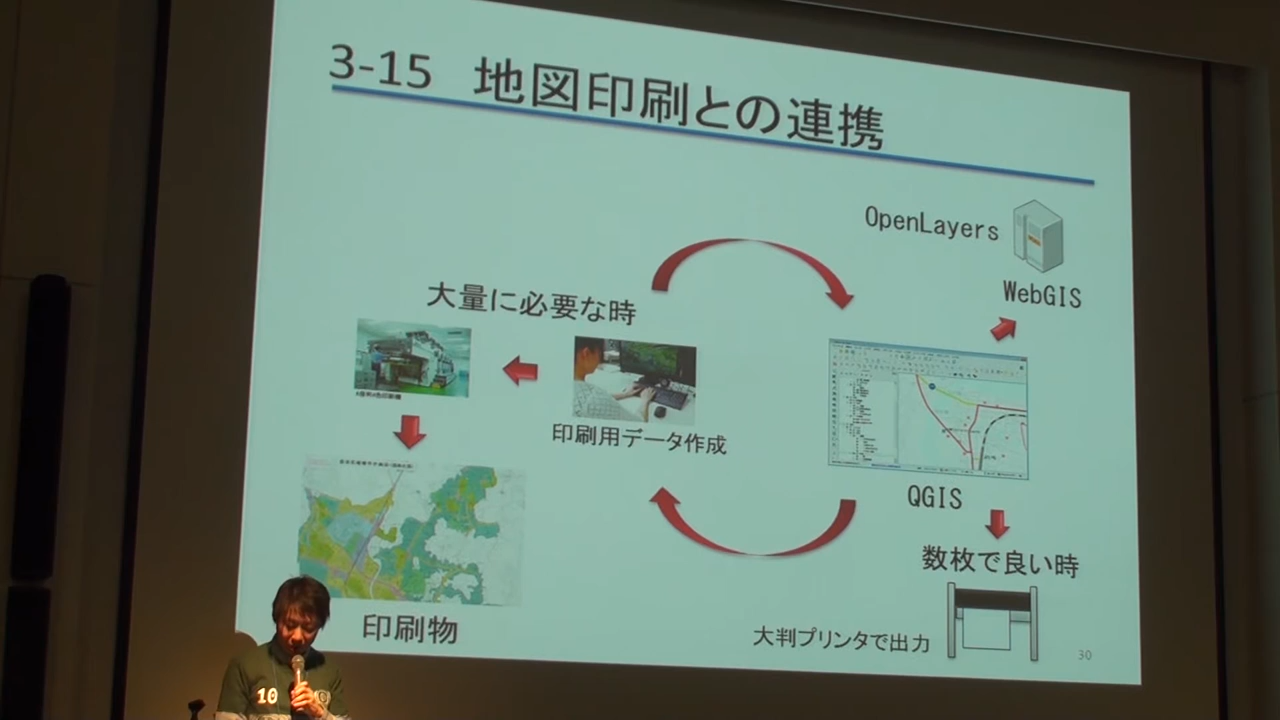 3-15 地図印刷との連携
OpenLayers
WebGIS
大量に必要な時
印刷用データ作成
QGIS
数枚で良い時
大判プリンタで出力
印刷物
30
10